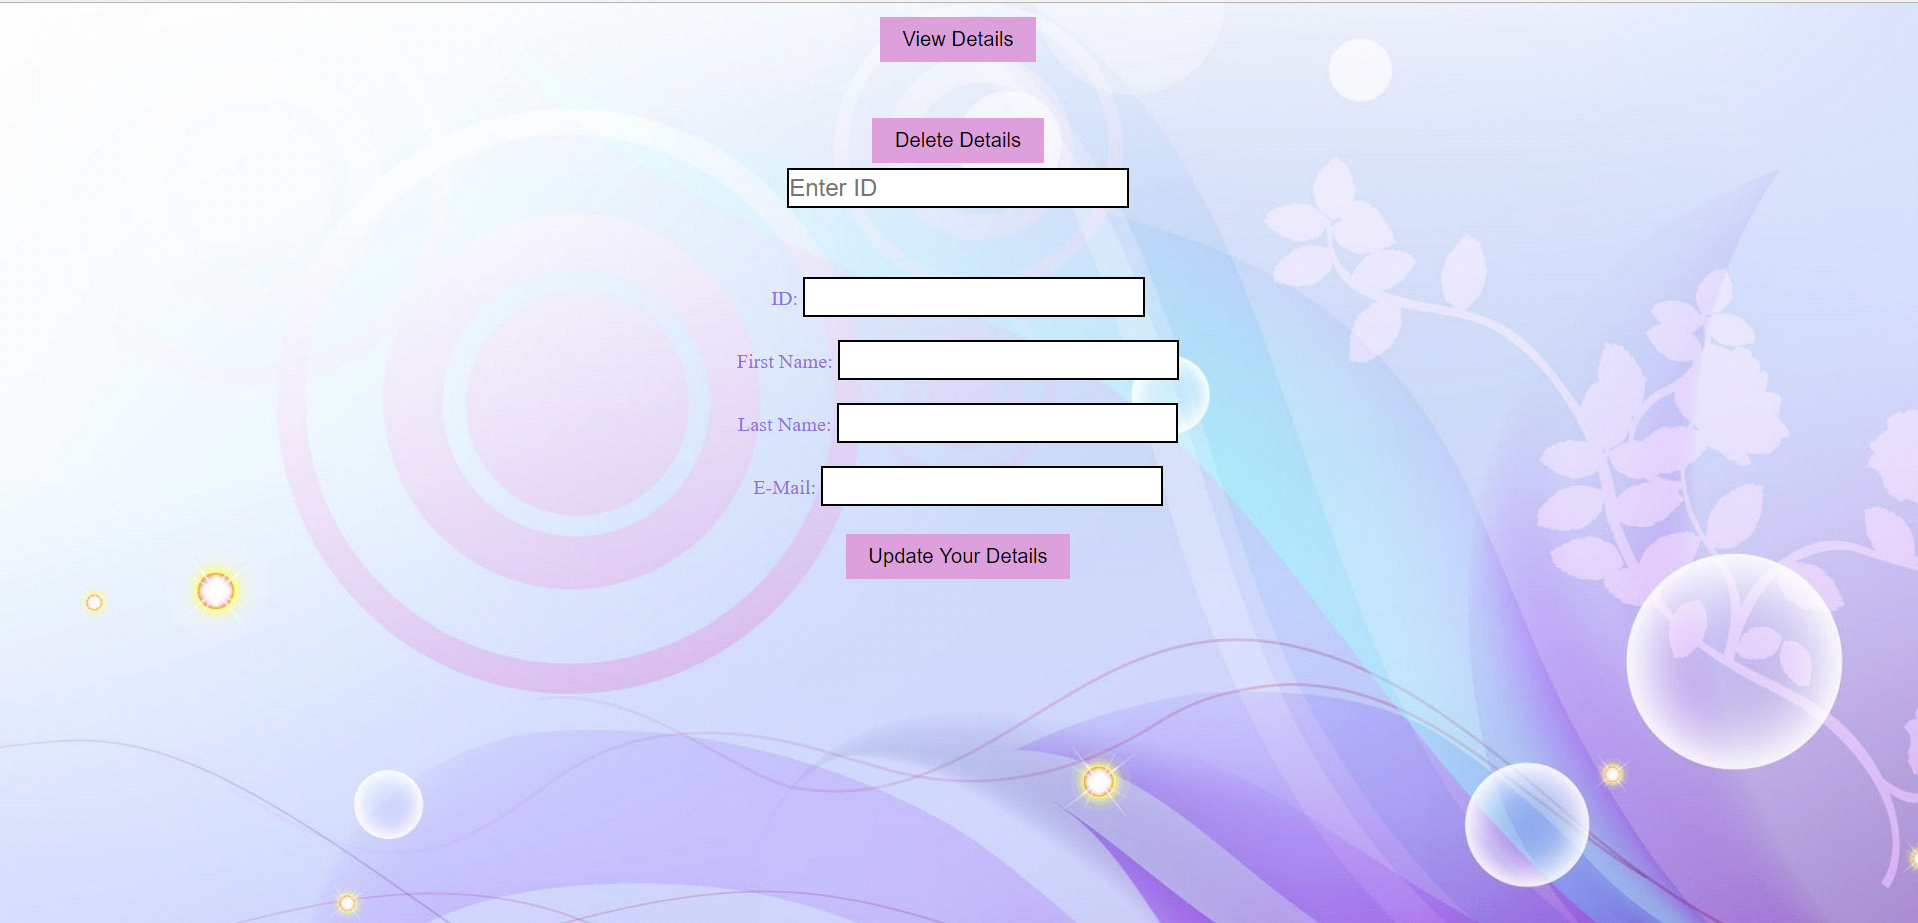 View Details
Delete Details
Enter ID
ID:
First Name:
Last Name:
E-Mail:
Update Your Details